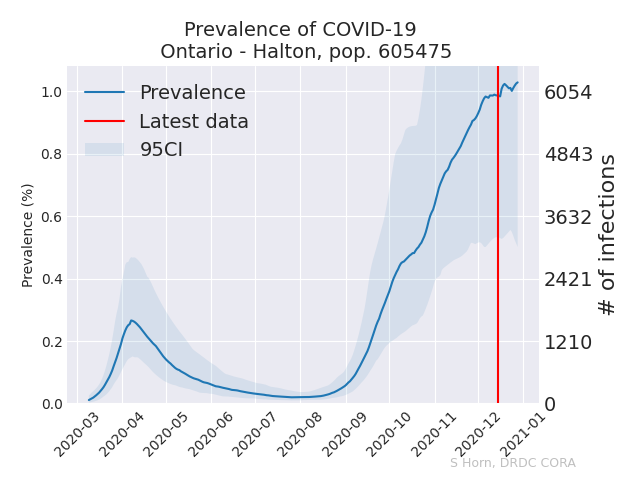 Prevalence of COVID-19
Ontario - Halton, pop. 605475
Prevalence
Latest data
95CI
Prevalence (%)
1.0
0.8
0.6
0.4
0.2
0.0
6054
4843
3632
2421
1210
0
# of infections
2020-03
2020-04
2020-05
2020-06
2020-07
2020-08
2020-09
2020-10
2020-11
2020-12
2021-01
S Horn, DRDC CORA